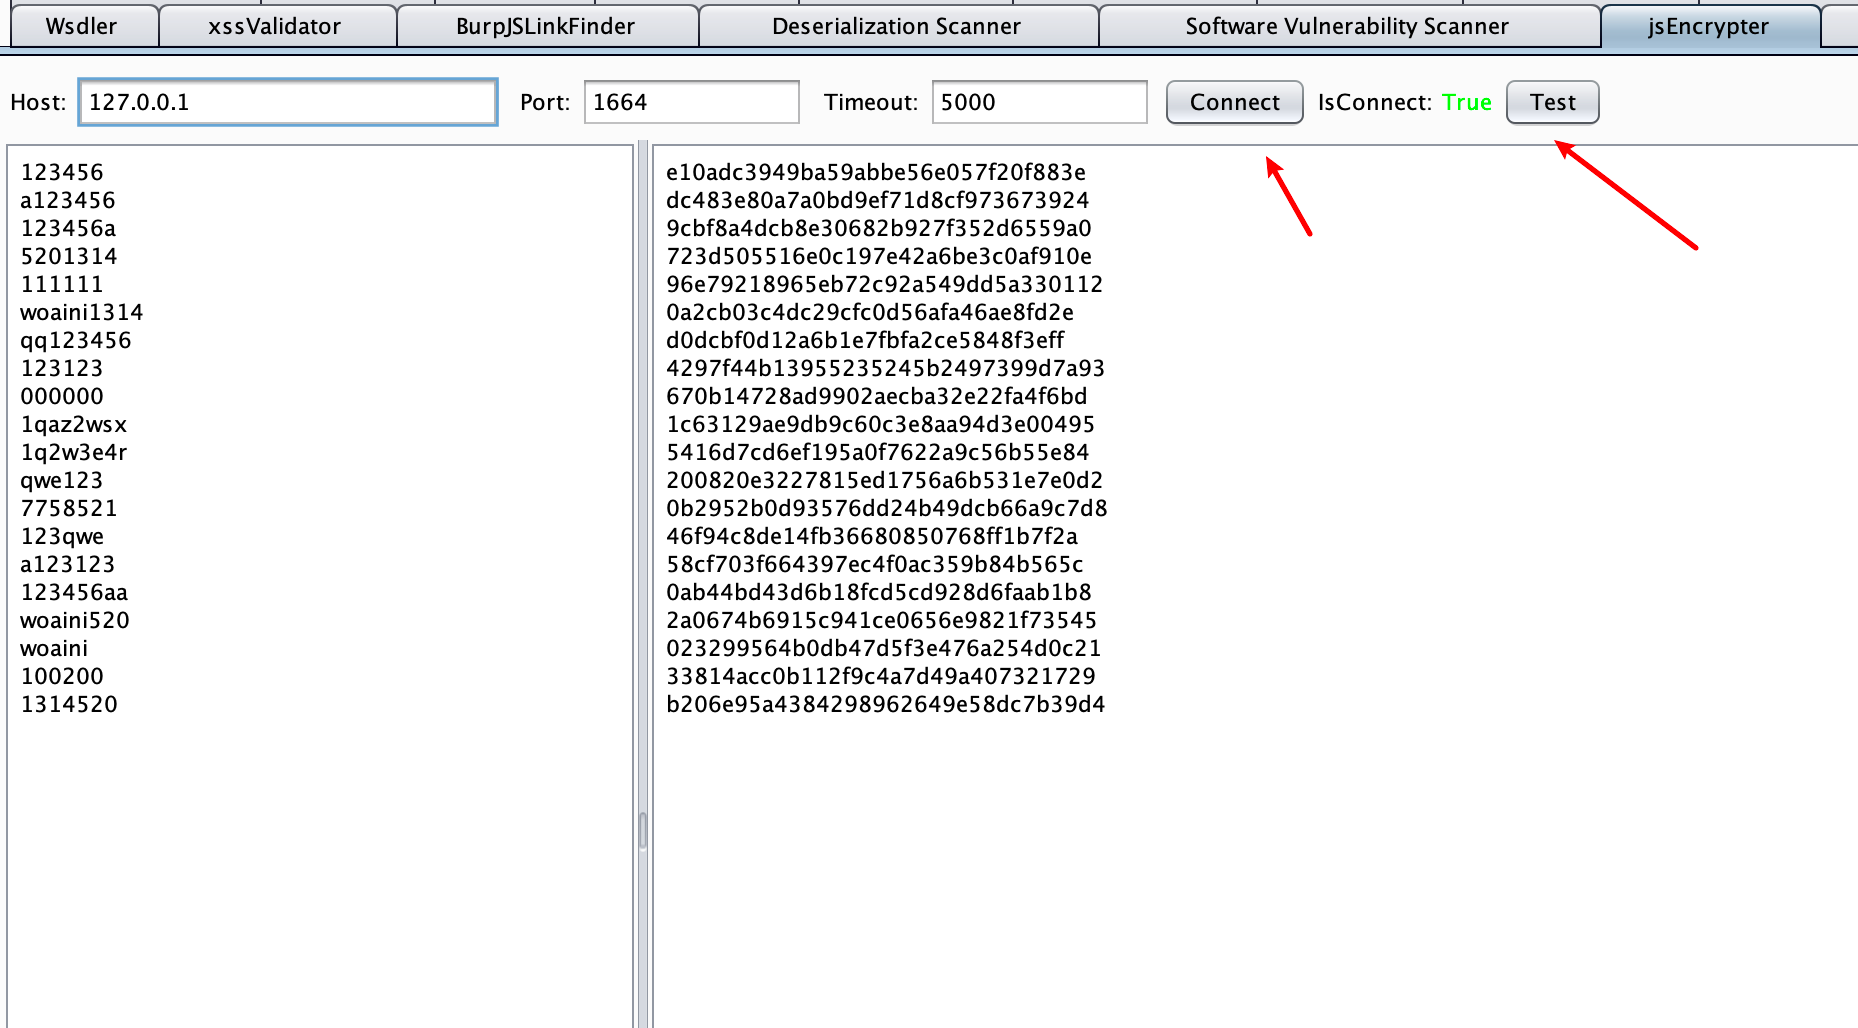 Wsdler xssValidator BurpJSLinkFinder Deserialization Scanner Software Vulnerability Scanner jsEncrypter
Host: 127.0.0.1 Port: 1664 Timeout: 5000 Connect IsConnect: True Test
123456 e10adc3949ba59abbe56e057f20f883e
a123456 dc483e80a7a0bd9ef71d8cf973673924
123456a 9cbf8a4dcb8e30682b927f352d6559a0
5201314 723d505516e0c197e42a6be3c0af910e
111111 96e79218965eb72c92a549dd5a330112
woaini1314 0a2cb03c4dc29cfc0d56afa46ae8fd2e
qq123456 d0dcbf0d12a6b1e7fbfa2ce5848f3eff
123123 4297f44b13955235245b2497399d7a93
000000 670b14728ad9902aecba32e22fa4f6bd
1qaz2wsx 1c63129ae9db9c60c3e8aa94d3e00495
1q2w3e4r 5416d7cd6ef195a0f7622a9c56b55e84
qwe123 200820e3227815ed1756a6b531e7e0d2
7758521 0b2952b0d93576dd24b49dcb66a9c7d8
123qwe 46f94c8de14fb36680850768ff1b7f2a
a123123 58cf703f664397ec4f0ac359b84b565c
123456aa 0ab44bd43d6b18fcd5cd928d6faab1b8
woaini520 2a0674b6915c941ce0656e9821f73545
woaini 023299564b0db47d5f3e476a254d0c21
100200 33814acc0b112f9c4a7d49a407321729
1314520 b206e95a4384298962649e58dc7b39d4